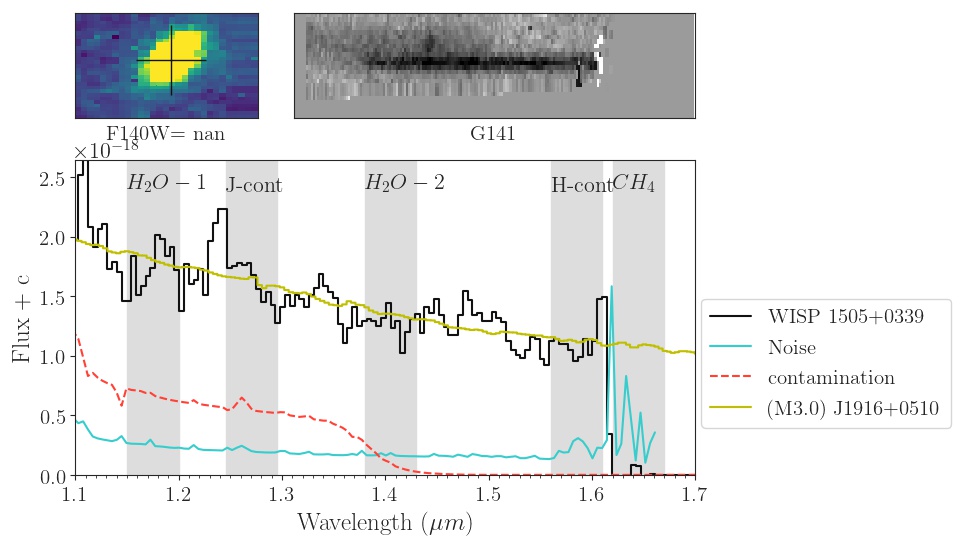 F140W= nan
G141
×10⁻¹⁸
H₂O − 1
J-cont
H₂O − 2
H-cont
CH₄
2.5
2.0
1.5
1.0
0.5
0.0
Flux + c
1.1
1.2
1.3
1.4
1.5
1.6
1.7
Wavelength (μm)
WISP 1505+0339
Noise
contamination
(M3.0) J1916+0510